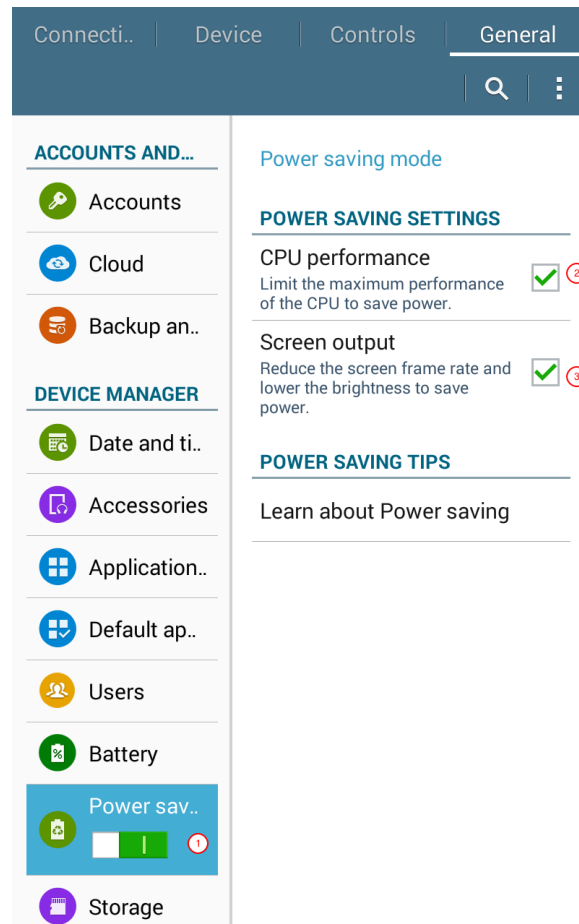 Connecti.. Device Controls General
ACCOUNTS AND...
Accounts
Cloud
Backup an..
DEVICE MANAGER
Date and ti..
Accessories
Application..
Default ap..
Users
Battery
Power sav..
1
Storage
Power saving mode
POWER SAVING SETTINGS
CPU performance
Limit the maximum performance
of the CPU to save power.
2
Screen output
Reduce the screen frame rate and
lower the brightness to save
power.
3
POWER SAVING TIPS
Learn about Power saving